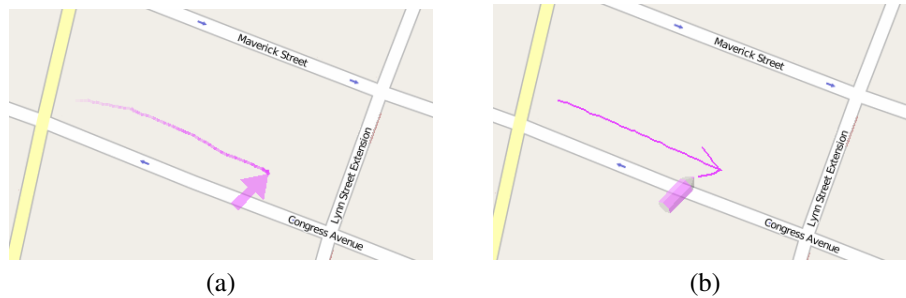 Maverick Street
Lynn Street Extension
Congress Avenue
(a)
Maverick Street
Lynn Street Extension
Congress Avenue
(b)